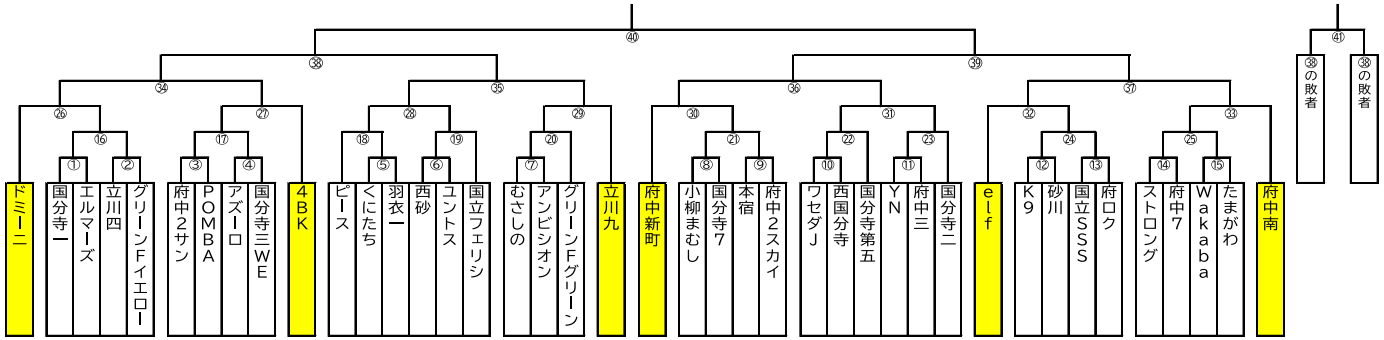 ㊵
㊶
㊳
㊴
㊳の敗者
㊳の敗者
㉞
㉟
㊱
㊲
㉖
㉗
㉘
㉙
㉚
㉛
㉜
㉝
⑯
⑰
⑱
⑲
⑳
㉑
㉒
㉓
㉔
㉕
①
②
③
④
⑤
⑥
⑦
⑧
⑨
⑩
⑪
⑫
⑬
⑭
⑮
ドミーニ
国分寺一
エルマーズ
立川四
グリーンFイエロー
府中2サン
POMBA
アズーロ
国分寺三WE
4BK
ピース
くにたち
羽衣一
西砂
ユントス
国立フェリシ
むさしの
アンビシオン
グリーンFグリーン
立川九
府中新町
小柳まむし
国分寺7
本宿
府中2スカイ
ワセダJ
西国分寺
国分寺第五
YN
府中三
国分寺二
elf
K9
砂川
国立SSS
府ロク
ストロング
府中7
Wakaba
たまがわ
府中南